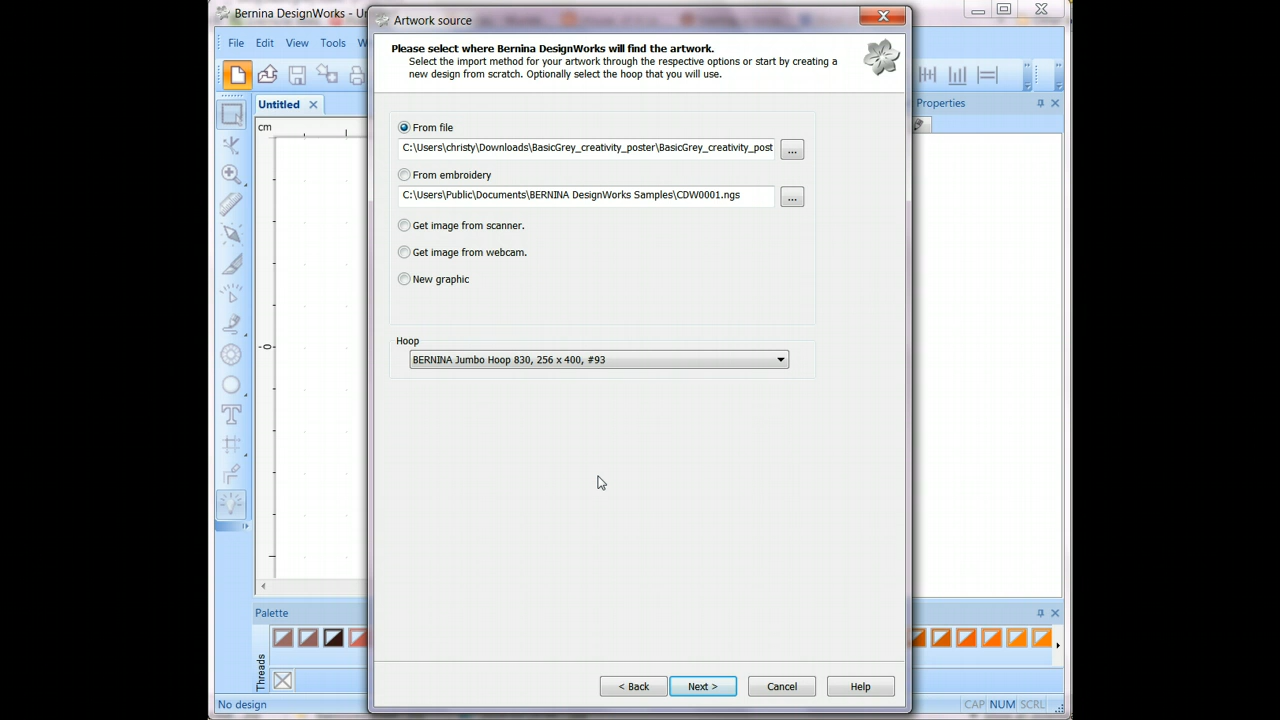 Bernina DesignWorks - Un
Artwork source
File Edit View Tools W
Please select where Bernina DesignWorks will find the artwork.
Select the import method for your artwork through the respective options or start by creating a
new design from scratch. Optionally select the hoop that you will use.
Untitled
Properties
cm
From file
C:\Users\christy\Downloads\BasicGrey_creativity_poster\BasicGrey_creativity_post
...
From embroidery
C:\Users\Public\Documents\BERNINA DesignWorks Samples\CDW0001.ngs
...
Get image from scanner.
Get image from webcam.
New graphic
Hoop
BERNINA Jumbo Hoop 830, 256 x 400, #93
0
Palette
Threads
< Back Next > Cancel Help
No design
CAP NUM SCRL